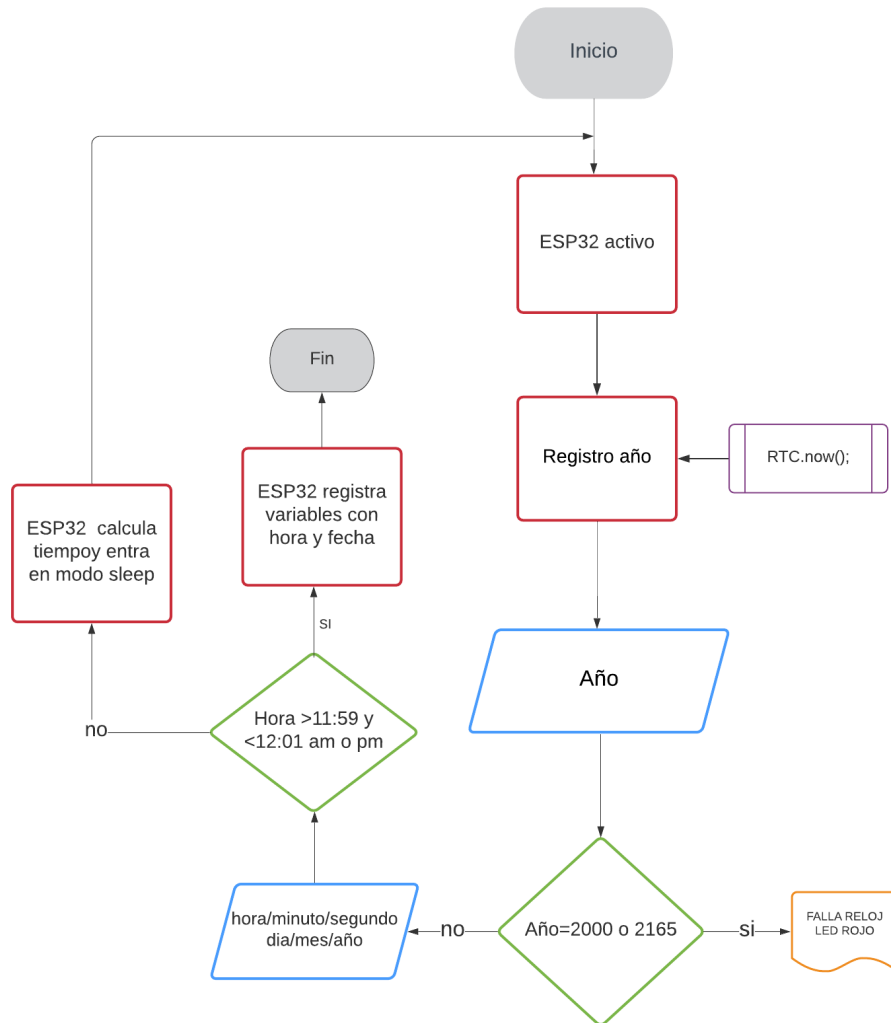 Inicio
ESP32 activo
Registro año
RTC.now();
Año
Año=2000 o 2165
si
FALLA RELOJ
LED ROJO
no
hora/minuto/segundo
dia/mes/año
Hora >11:59 y
<12:01 am o pm
SI
ESP32 registra
variables con
hora y fecha
Fin
no
ESP32 calcula
tiempoy entra
en modo sleep